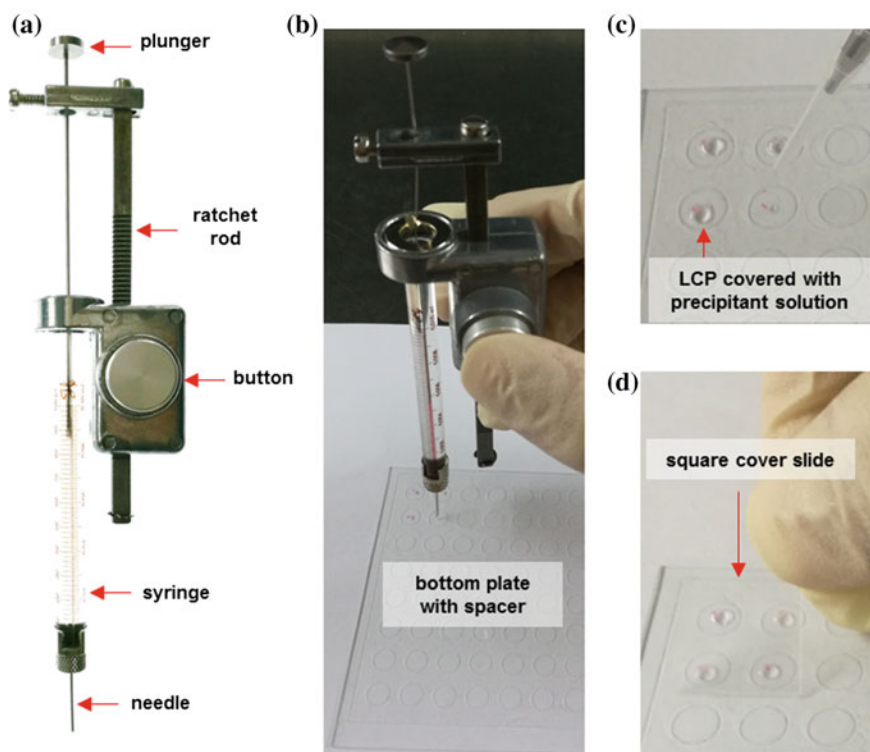 (a)
plunger
ratchet
rod
button
syringe
needle
(b)
bottom plate
with spacer
(c)
LCP covered with
precipitant solution
(d)
square cover slide